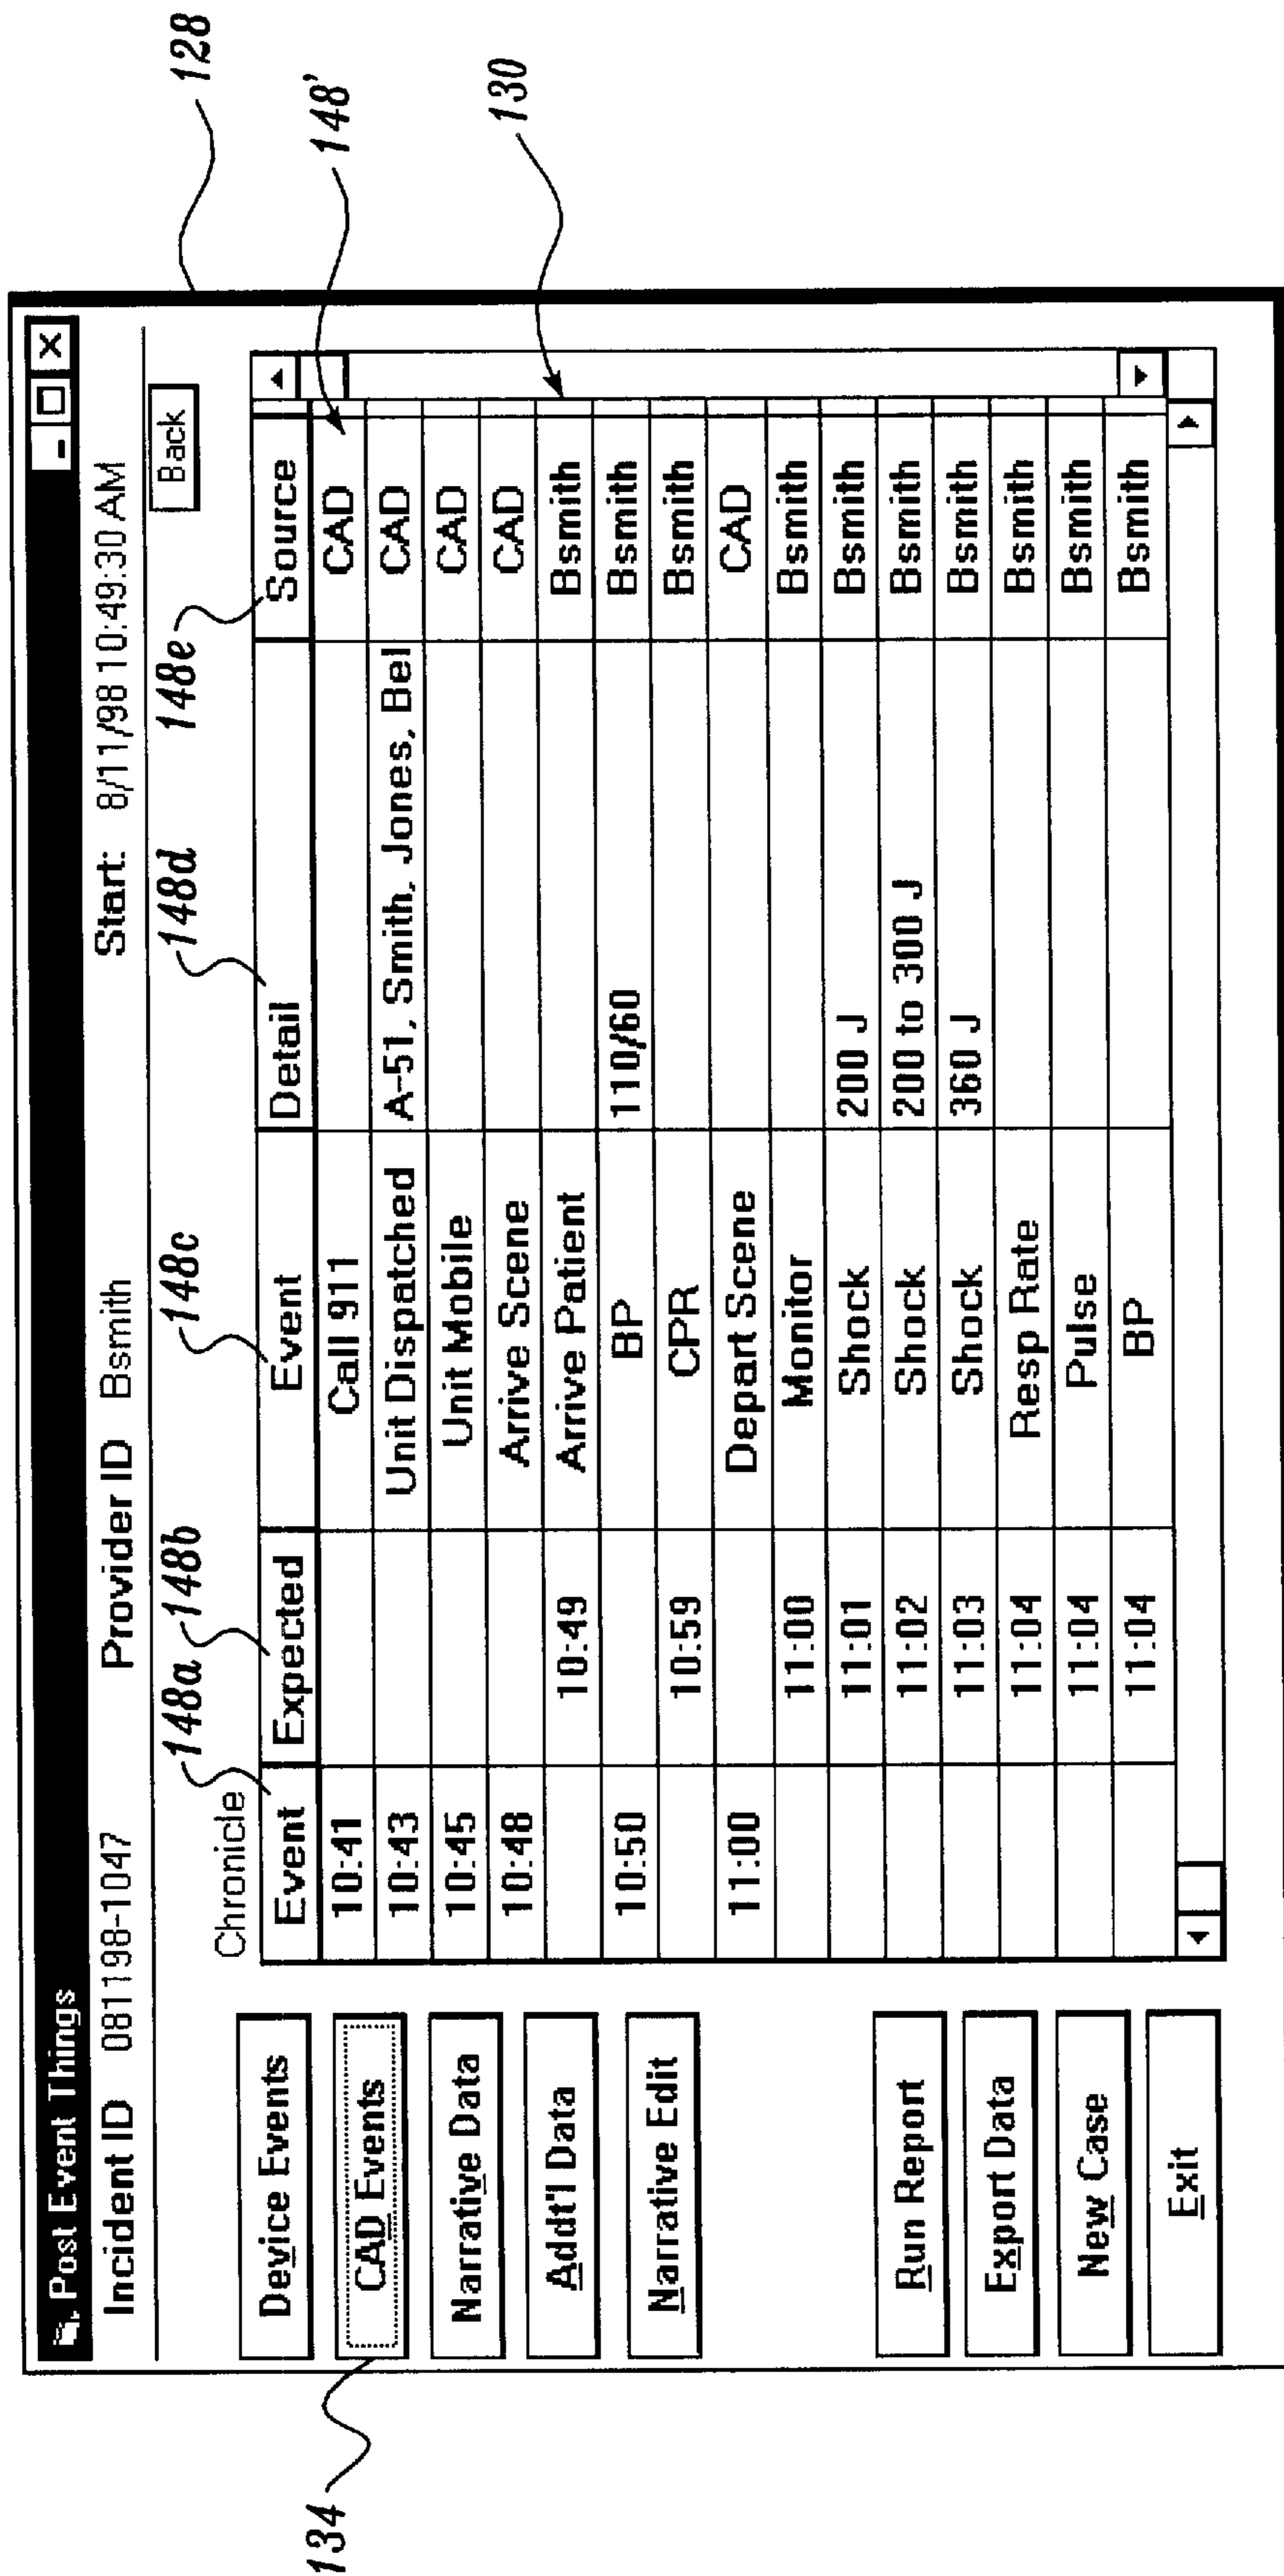 128
148'
130
Post Event Things
Incident ID 081198-1047 Provider ID Bsmith Start: 8/11/98 10:49:30 AM
148a 148b 148c 148d 148e Back
Chronicle
Event Expected Event Detail Source
10:41 Call 911 CAD
10:43 Unit Dispatched A-51, Smith, Jones, Bel CAD
10:45 Unit Mobile CAD
10:48 Arrive Scene CAD
10:49 Arrive Patient Bsmith
10:50 BP 110/60 Bsmith
10:59 CPR Bsmith
11:00 Depart Scene CAD
11:00 Monitor Bsmith
11:01 Shock 200 J Bsmith
11:02 Shock 200 to 300 J Bsmith
11:03 Shock 360 J Bsmith
11:04 Resp Rate Bsmith
11:04 Pulse Bsmith
11:04 BP Bsmith
Device Events
CAD Events
Narrative Data
Addt'l Data
Narrative Edit
Run Report
Export Data
New Case
Exit
134